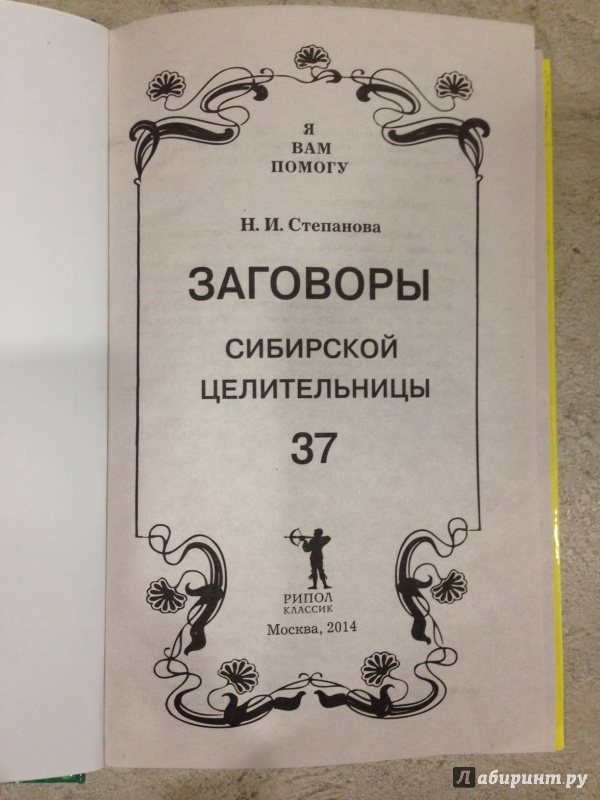 Я
ВАМ
ПОМОГУ
Н. И. Степанова
ЗАГОВОРЫ
СИБИРСКОЙ
ЦЕЛИТЕЛЬНИЦЫ
37
РИПОЛ
КЛАССИК
Москва, 2014
Лабиринт.ру